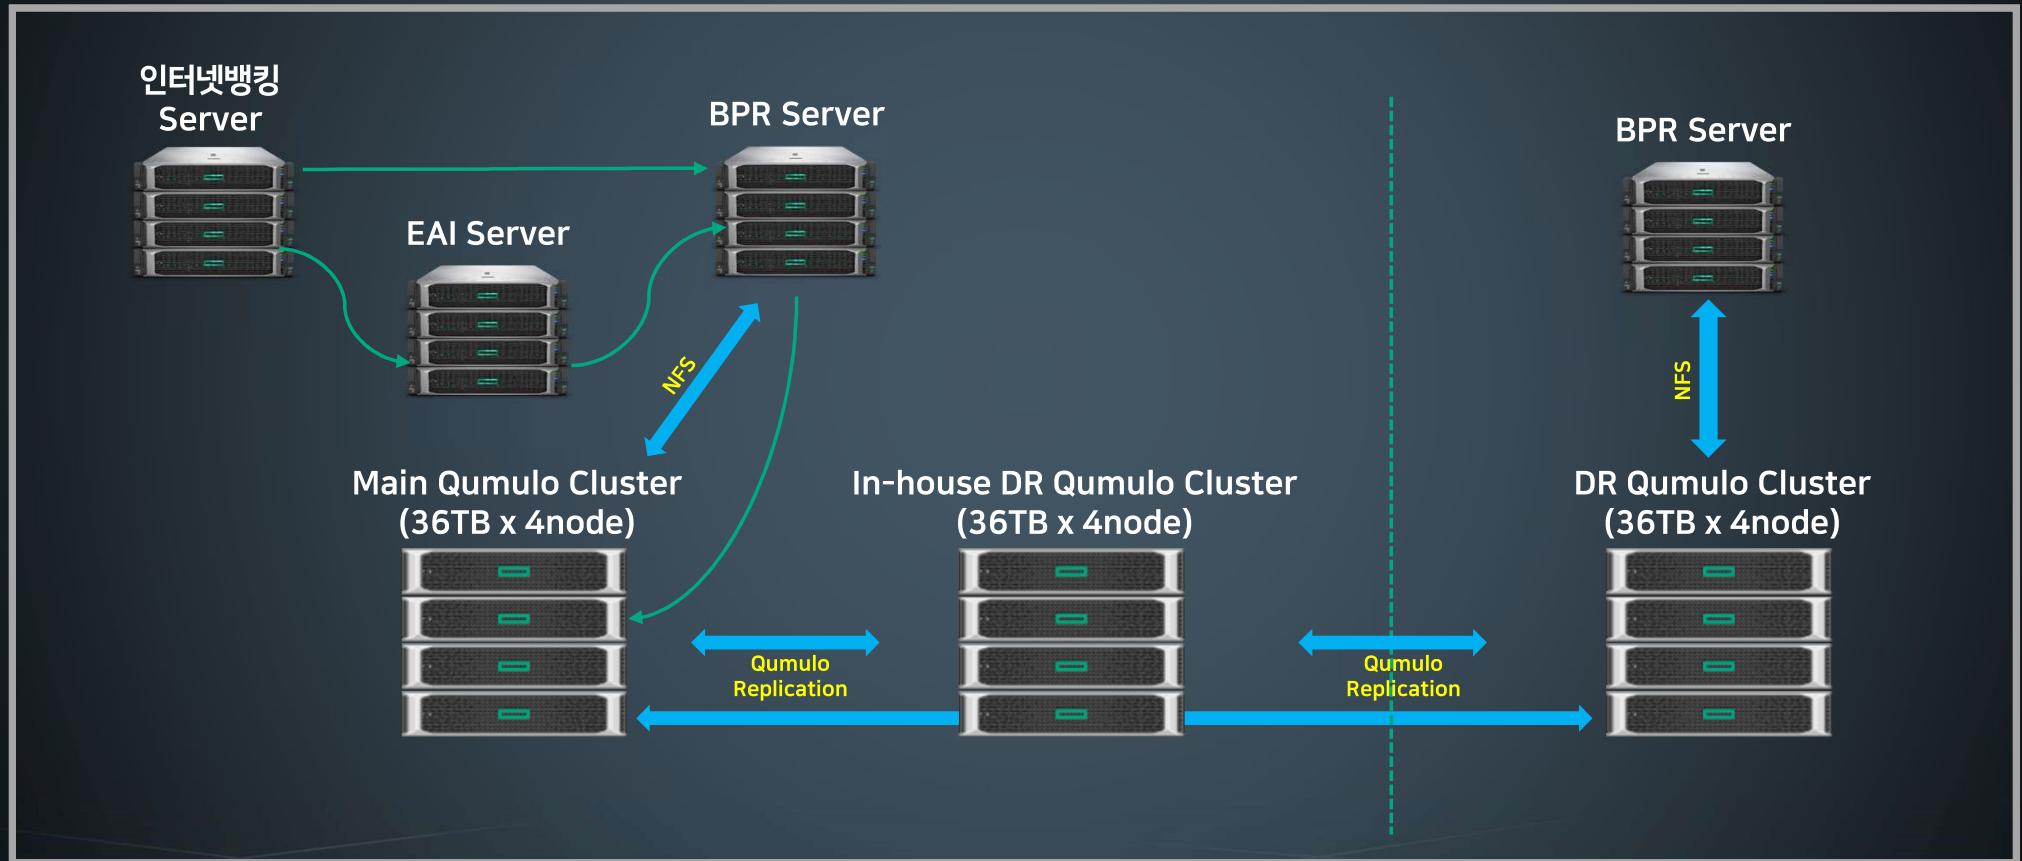 인터넷뱅킹
Server
BPR Server
BPR Server
EAI Server
NFS
NFS
Main Qumulo Cluster
(36TB x 4node)
In-house DR Qumulo Cluster
(36TB x 4node)
DR Qumulo Cluster
(36TB x 4node)
Qumulo
Replication
Qumulo
Replication